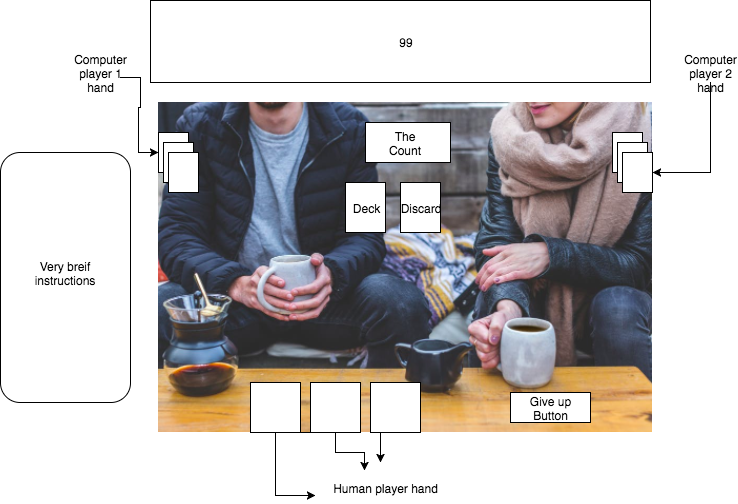 99
Computer
player 1
hand
Computer
player 2
hand
The
Count
Deck
Discard
Very breif
instructions
Give up
Button
Human player hand